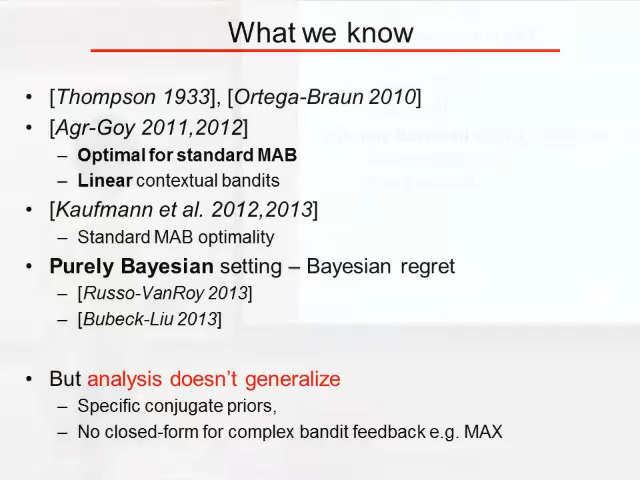 What we know
• [Thompson 1933], [Ortega-Braun 2010]
• [Agr-Goy 2011,2012]
– Optimal for standard MAB
– Linear contextual bandits
• [Kaufmann et al. 2012,2013]
– Standard MAB optimality
• Purely Bayesian setting – Bayesian regret
– [Russo-VanRoy 2013]
– [Bubeck-Liu 2013]
• But analysis doesn’t generalize
– Specific conjugate priors,
– No closed-form for complex bandit feedback e.g. MAX